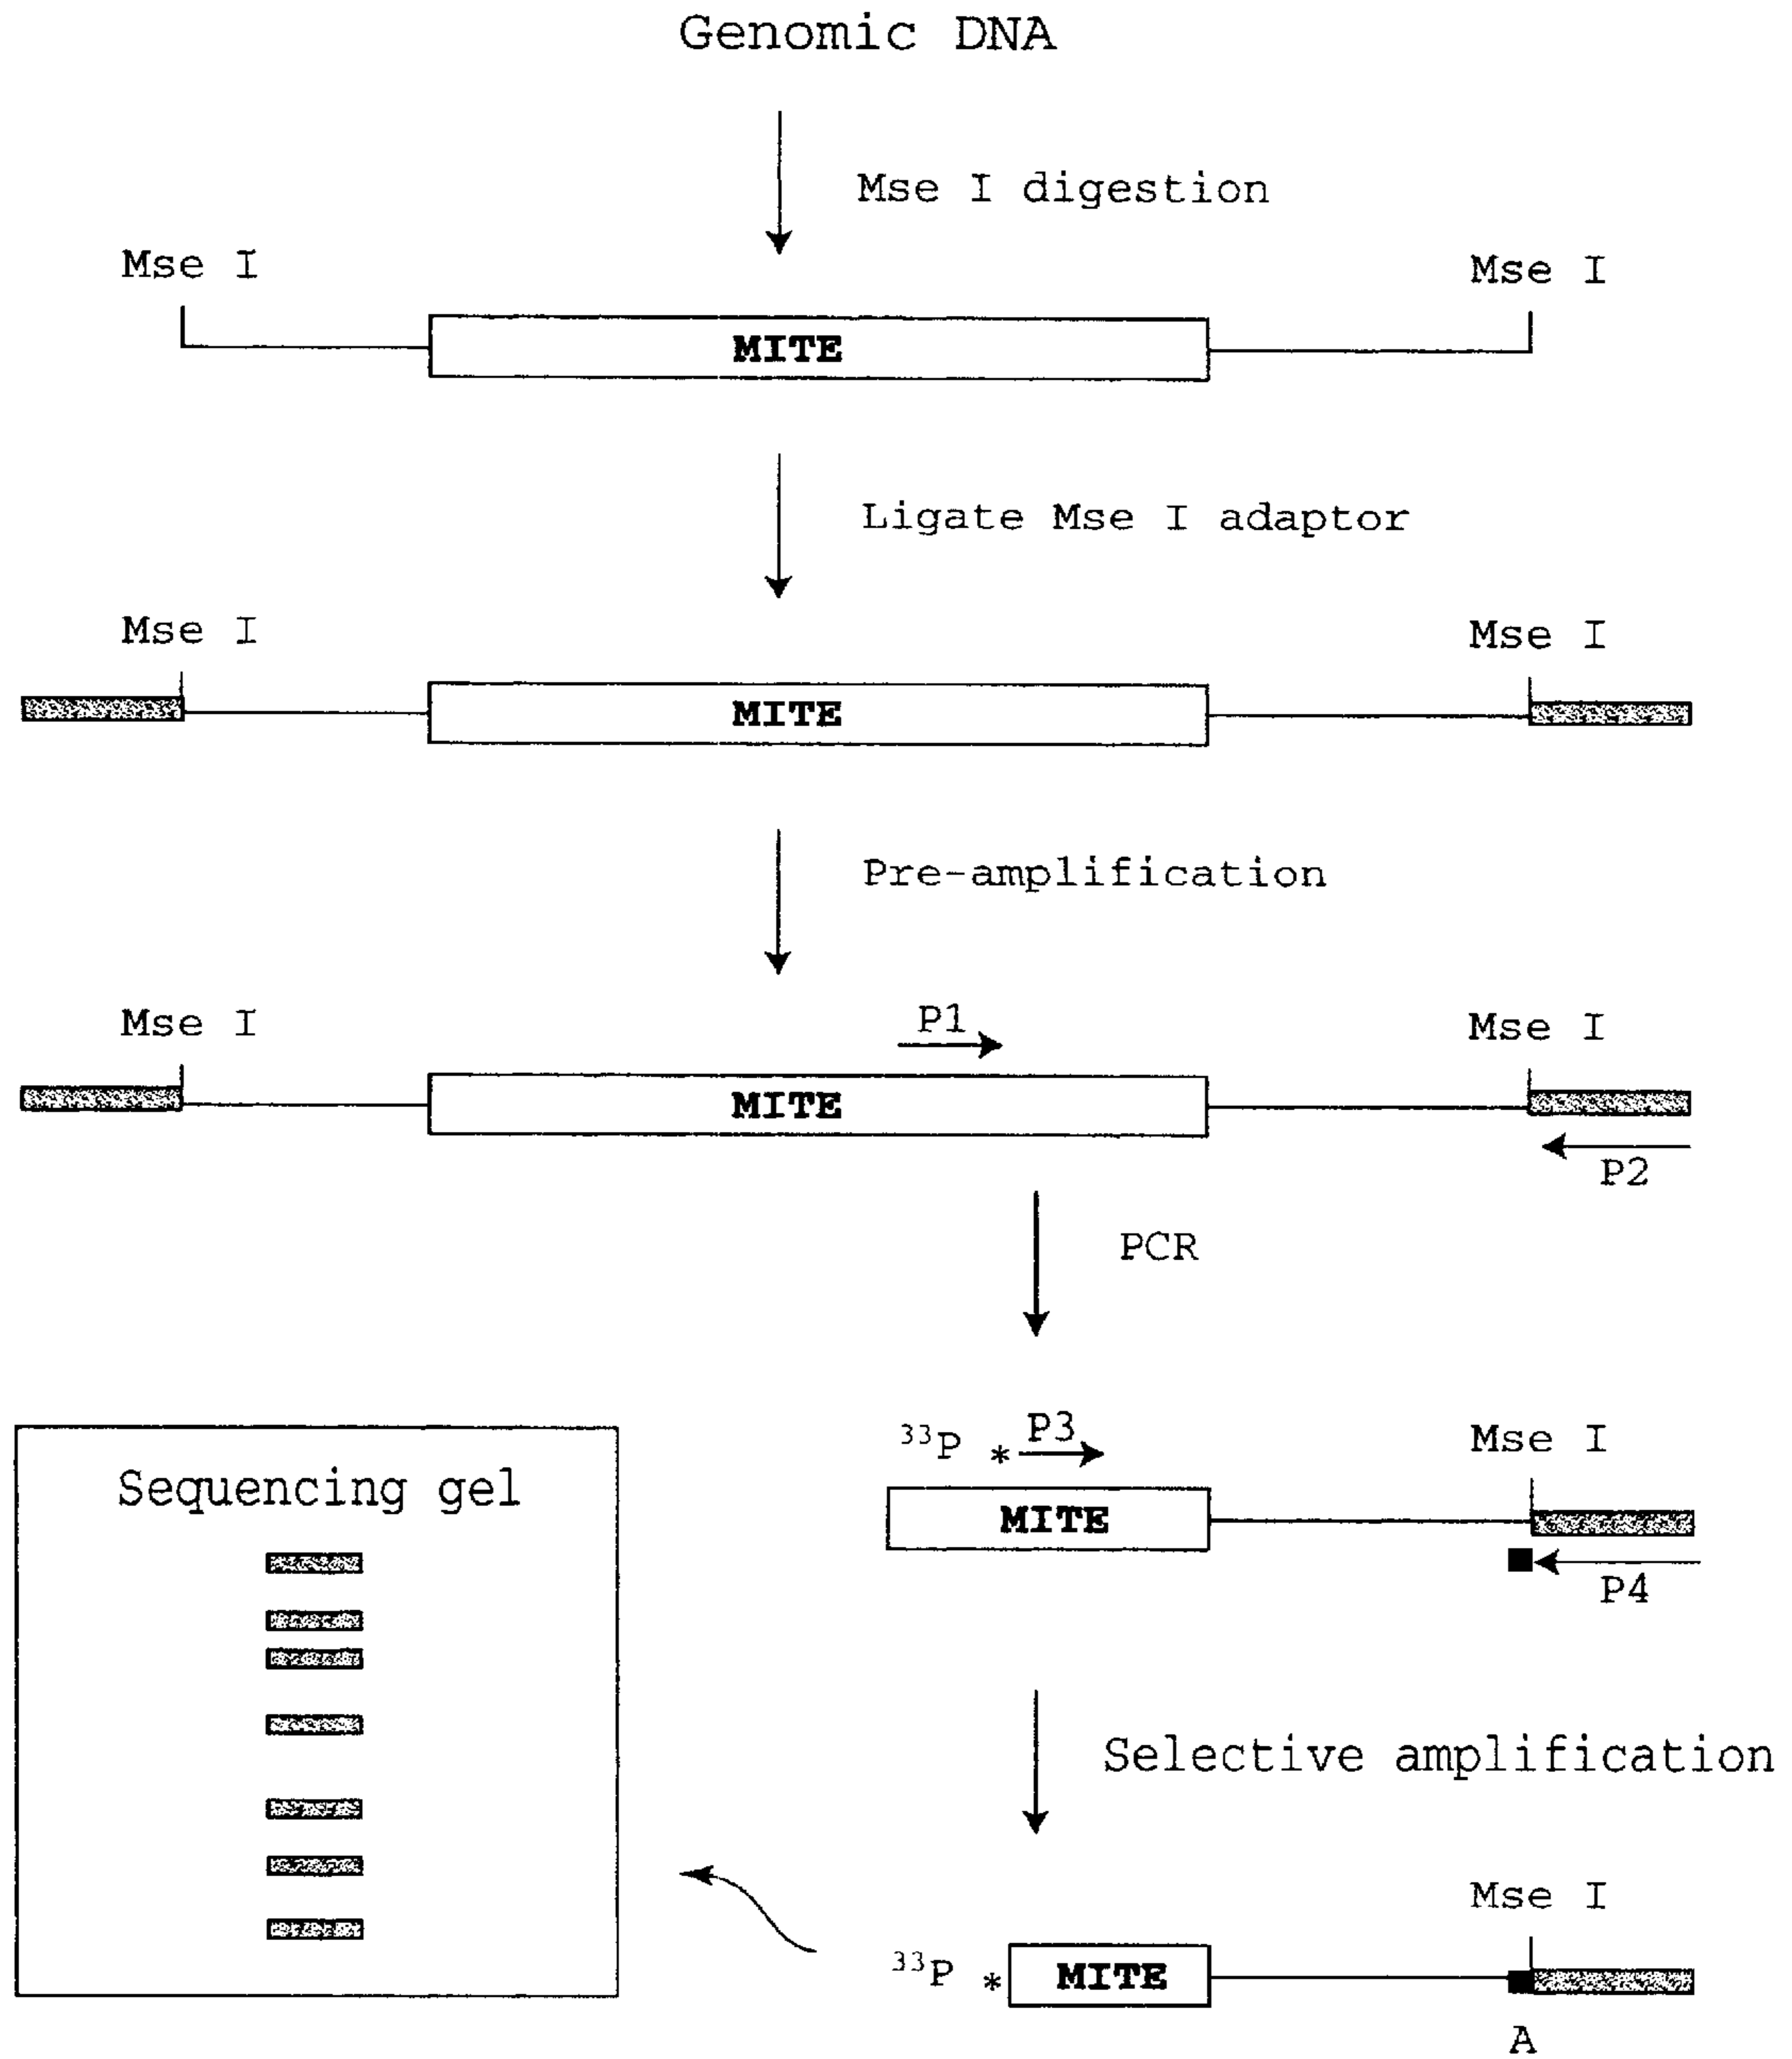 Genomic DNA
Mse I digestion
Mse I
Mse I
MITE
Ligate Mse I adaptor
Mse I
Mse I
MITE
Pre-amplification
Mse I
P1
Mse I
MITE
P2
PCR
³³P * P3
Mse I
MITE
P4
Sequencing gel
Selective amplification
Mse I
³³P * MITE
A